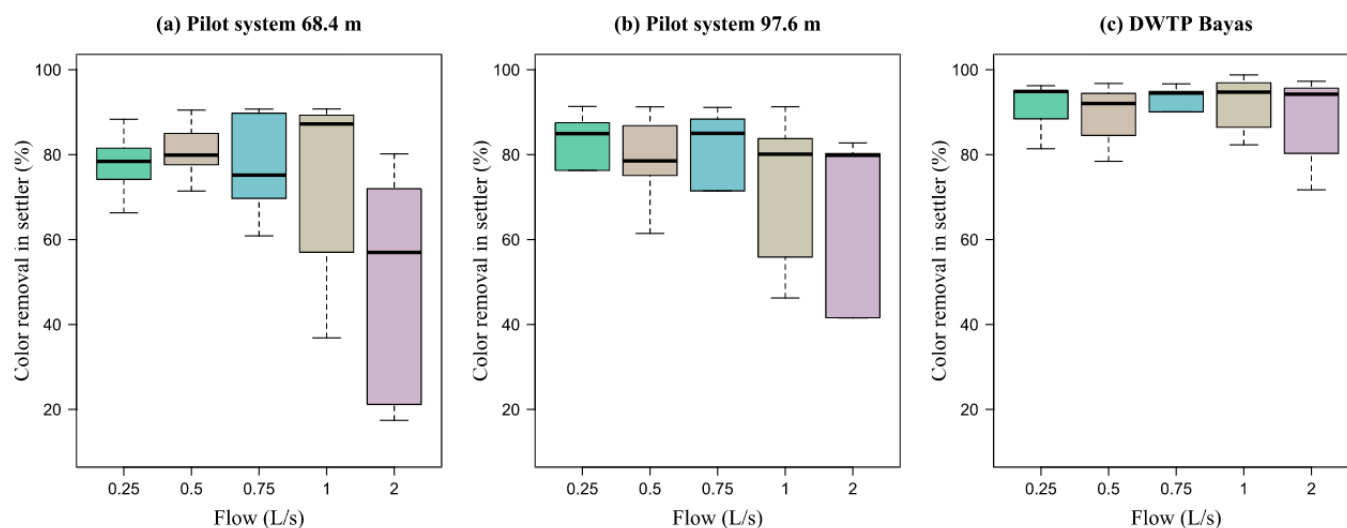 (a) Pilot system 68.4 m
Color removal in settler (%)
100
80
60
40
20
0.25 0.5 0.75 1 2
Flow (L/s)
(b) Pilot system 97.6 m
Color removal in settler (%)
100
80
60
40
20
0.25 0.5 0.75 1 2
Flow (L/s)
(c) DWTP Bayas
Color removal in settler (%)
100
80
60
40
20
0.25 0.5 0.75 1 2
Flow (L/s)